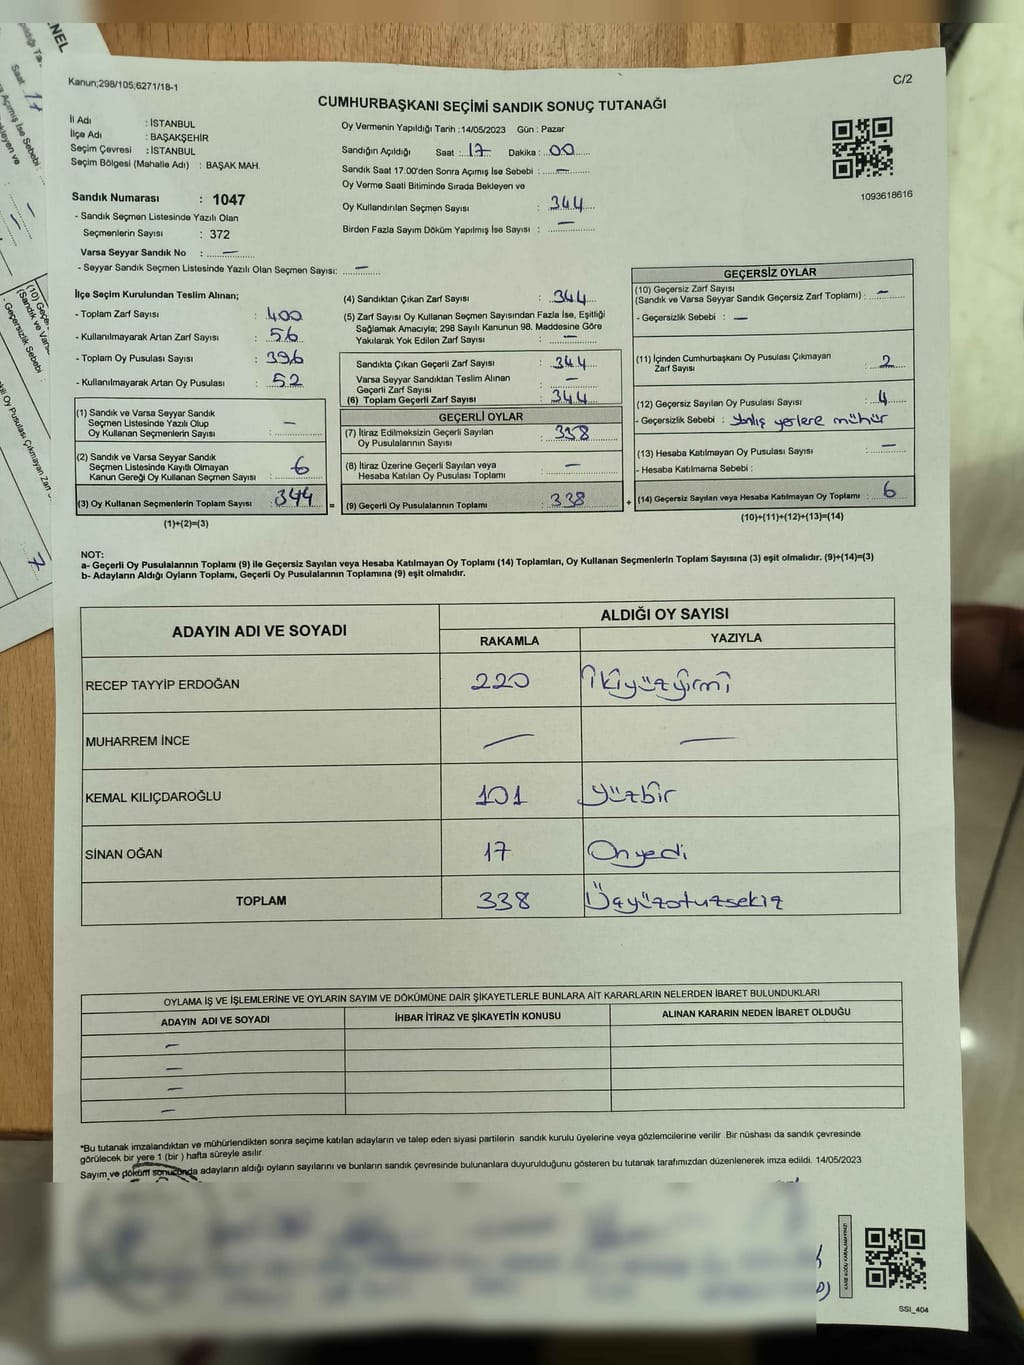 Kanun;298/105;6271/18-1
C/2
CUMHURBAŞKANI SEÇİMİ SANDIK SONUÇ TUTANAĞI
İl Adı : İSTANBUL
İlçe Adı : BAŞAKŞEHİR
Seçim Çevresi : İSTANBUL
Seçim Bölgesi (Mahalle Adı) : BAŞAK MAH.
Sandık Numarası : 1047
- Sandık Seçmen Listesinde Yazılı Olan
Seçmenlerin Sayısı : 372
Varsa Seyyar Sandık No : —
- Seyyar Sandık Seçmen Listesinde Yazılı Olan Seçmen Sayısı: —
Oy Vermenin Yapıldığı Tarih : 14/05/2023 Gün : Pazar
Sandığın Açıldığı Saat : 17 Dakika : 00
Sandık Saat 17.00'den Sonra Açımış İse Sebebi : —
Oy Verme Saati Bitiminde Sırada Bekleyen ve
Oy Kullandırılan Seçmen Sayısı : 344
Birden Fazla Sayım Döküm Yapılmış İse Sayısı : —
1093618616
İlçe Seçim Kurulundan Teslim Alınan;
- Toplam Zarf Sayısı : 400
- Kullanılmayarak Artan Zarf Sayısı : 56
- Toplam Oy Pusulası Sayısı : 396
- Kullanılmayarak Artan Oy Pusulası : 52
(1) Sandık ve Varsa Seyyar Sandık
Seçmen Listesinde Yazılı Olup
Oy Kullanan Seçmenlerin Sayısı : —
(2) Sandık ve Varsa Seyyar Sandık
Seçmen Listesinde Kayıtlı Olmayan
Kanun Gereği Oy Kullanan Seçmen Sayısı : 6
(3) Oy Kullanan Seçmenlerin Toplam Sayısı : 344
(1)+(2)=(3)
(4) Sandıktan Çıkan Zarf Sayısı : 344
(5) Zarf Sayısı Oy Kullanan Seçmen Sayısından Fazla İse, Eşitliği
Sağlamak Amacıyla; 298 Sayılı Kanunun 98. Maddesine Göre
Yakılarak Yok Edilen Zarf Sayısı : —
Sandıkta Çıkan Geçerli Zarf Sayısı : 344
Varsa Seyyar Sandıktan Teslim Alınan
Geçerli Zarf Sayısı : —
(6) Toplam Geçerli Zarf Sayısı : 344
GEÇERLİ OYLAR
(7) İtiraz Edilmeksizin Geçerli Sayılan
Oy Pusulalarının Sayısı : 338
(8) İtiraz Üzerine Geçerli Sayılan veya
Hesaba Katılan Oy Pusulası Toplamı : —
= (9) Geçerli Oy Pusulalarının Toplamı : 338 +
GEÇERSİZ OYLAR
(10) Geçersiz Zarf Sayısı
(Sandık ve Varsa Seyyar Sandık Geçersiz Zarf Toplamı) : —
- Geçersizlik Sebebi : —
(11) İçinden Cumhurbaşkanı Oy Pusulası Çıkmayan
Zarf Sayısı : 2
(12) Geçersiz Sayılan Oy Pusulası Sayısı : 4
- Geçersizlik Sebebi : Yanlış yerlere mühür
(13) Hesaba Katılmayan Oy Pusulası Sayısı : —
- Hesaba Katılmama Sebebi :
(14) Geçersiz Sayılan veya Hesaba Katılmayan Oy Toplamı : 6
(10)+(11)+(12)+(13)=(14)
NOT:
a- Geçerli Oy Pusulalarının Toplamı (9) ile Geçersiz Sayılan veya Hesaba Katılmayan Oy Toplamı (14) Toplamları, Oy Kullanan Seçmenlerin Toplam Sayısına (3) eşit olmalıdır. (9)+(14)=(3)
b- Adayların Aldığı Oyların Toplamı, Geçerli Oy Pusulalarının Toplamına (9) eşit olmalıdır.
ADAYIN ADI VE SOYADI
ALDIĞI OY SAYISI
RAKAMLA YAZIYLA
RECEP TAYYİP ERDOĞAN 220 İkiyüzyirmi
MUHARREM İNCE — —
KEMAL KILIÇDAROĞLU 101 yüzbir
SİNAN OĞAN 17 Onyedi
TOPLAM 338 Üçyüzotuzsekiz
OYLAMA İŞ VE İŞLEMLERİNE VE OYLARIN SAYIM VE DÖKÜMÜNE DAİR ŞİKAYETLERLE BUNLARA AİT KARARLARIN NELERDEN İBARET BULUNDUKLARI
ADAYIN ADI VE SOYADI İHBAR İTİRAZ VE ŞİKAYETİN KONUSU ALINAN KARARIN NEDEN İBARET OLDUĞU
—
—
—
—
*Bu tutanak imzalandıktan ve mühürlendikten sonra seçime katılan adayların ve talep eden siyasi partilerin sandık kurulu üyelerine veya gözlemcilerine verilir. Bir nüshası da sandık çevresinde
görülecek bir yere 1 (bir ) hafta süreyle asılır.
Sayım ve döküm sonucunda adayların aldığı oyların sayılarını ve bunların sandık çevresinde bulunanlara duyurulduğunu gösteren bu tutanak tarafımızdan düzenlenerek imza edildi. 14/05/2023
SSI_404